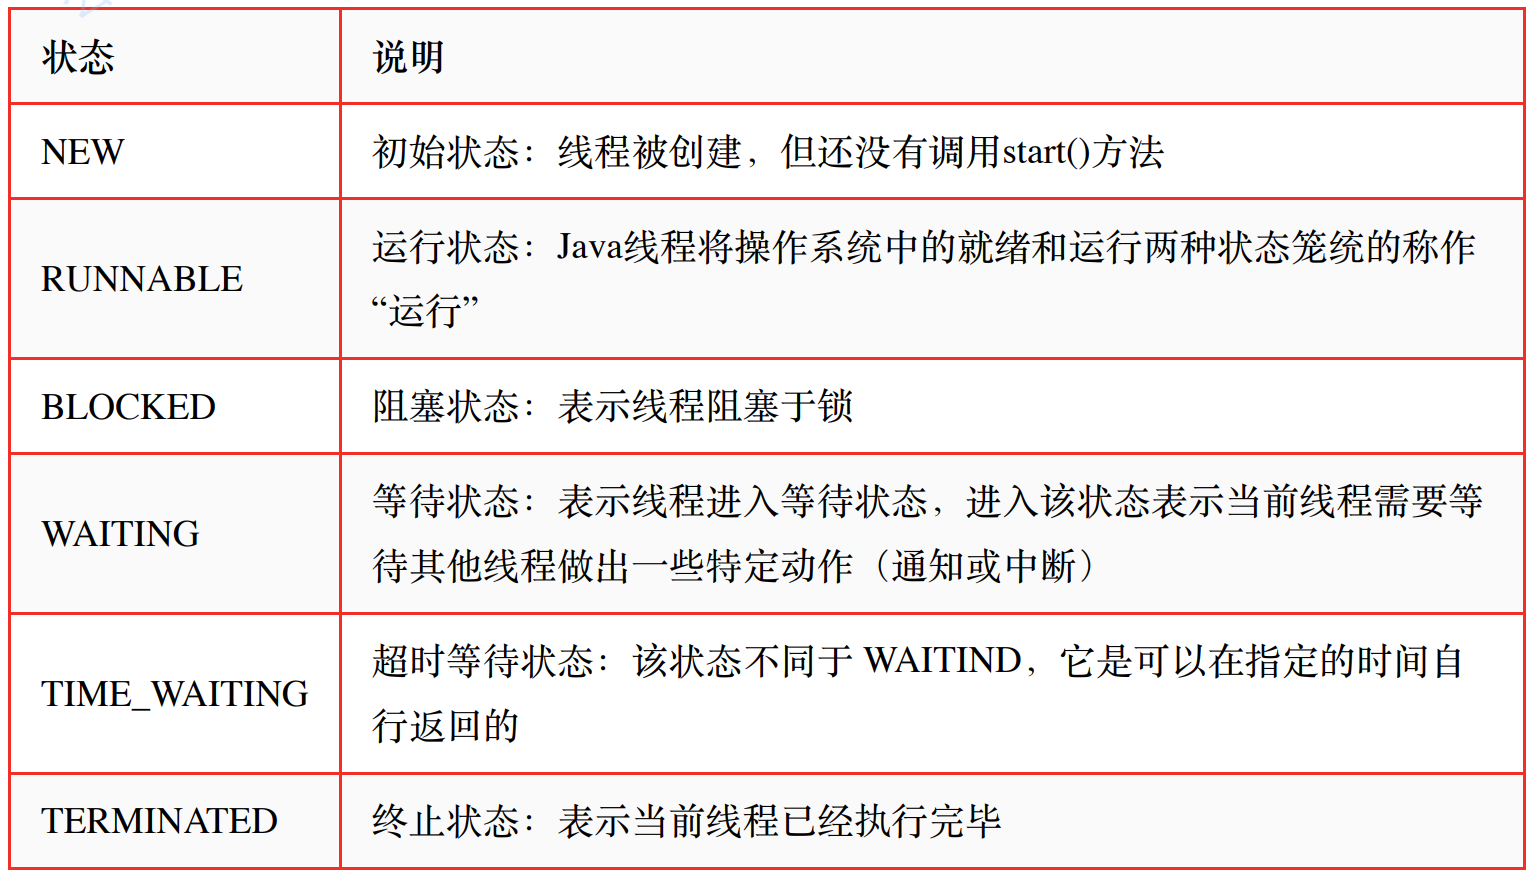 状态
说明
NEW
初始状态：线程被创建，但还没有调用start()方法
RUNNABLE
运行状态：Java线程将操作系统中的就绪和运行两种状态笼统的称作
“运行”
BLOCKED
阻塞状态：表示线程阻塞于锁
WAITING
等待状态：表示线程进入等待状态，进入该状态表示当前线程需要等
待其他线程做出一些特定动作（通知或中断）
TIME_WAITING
超时等待状态：该状态不同于 WAITIND，它是可以在指定的时间自
行返回的
TERMINATED
终止状态：表示当前线程已经执行完毕